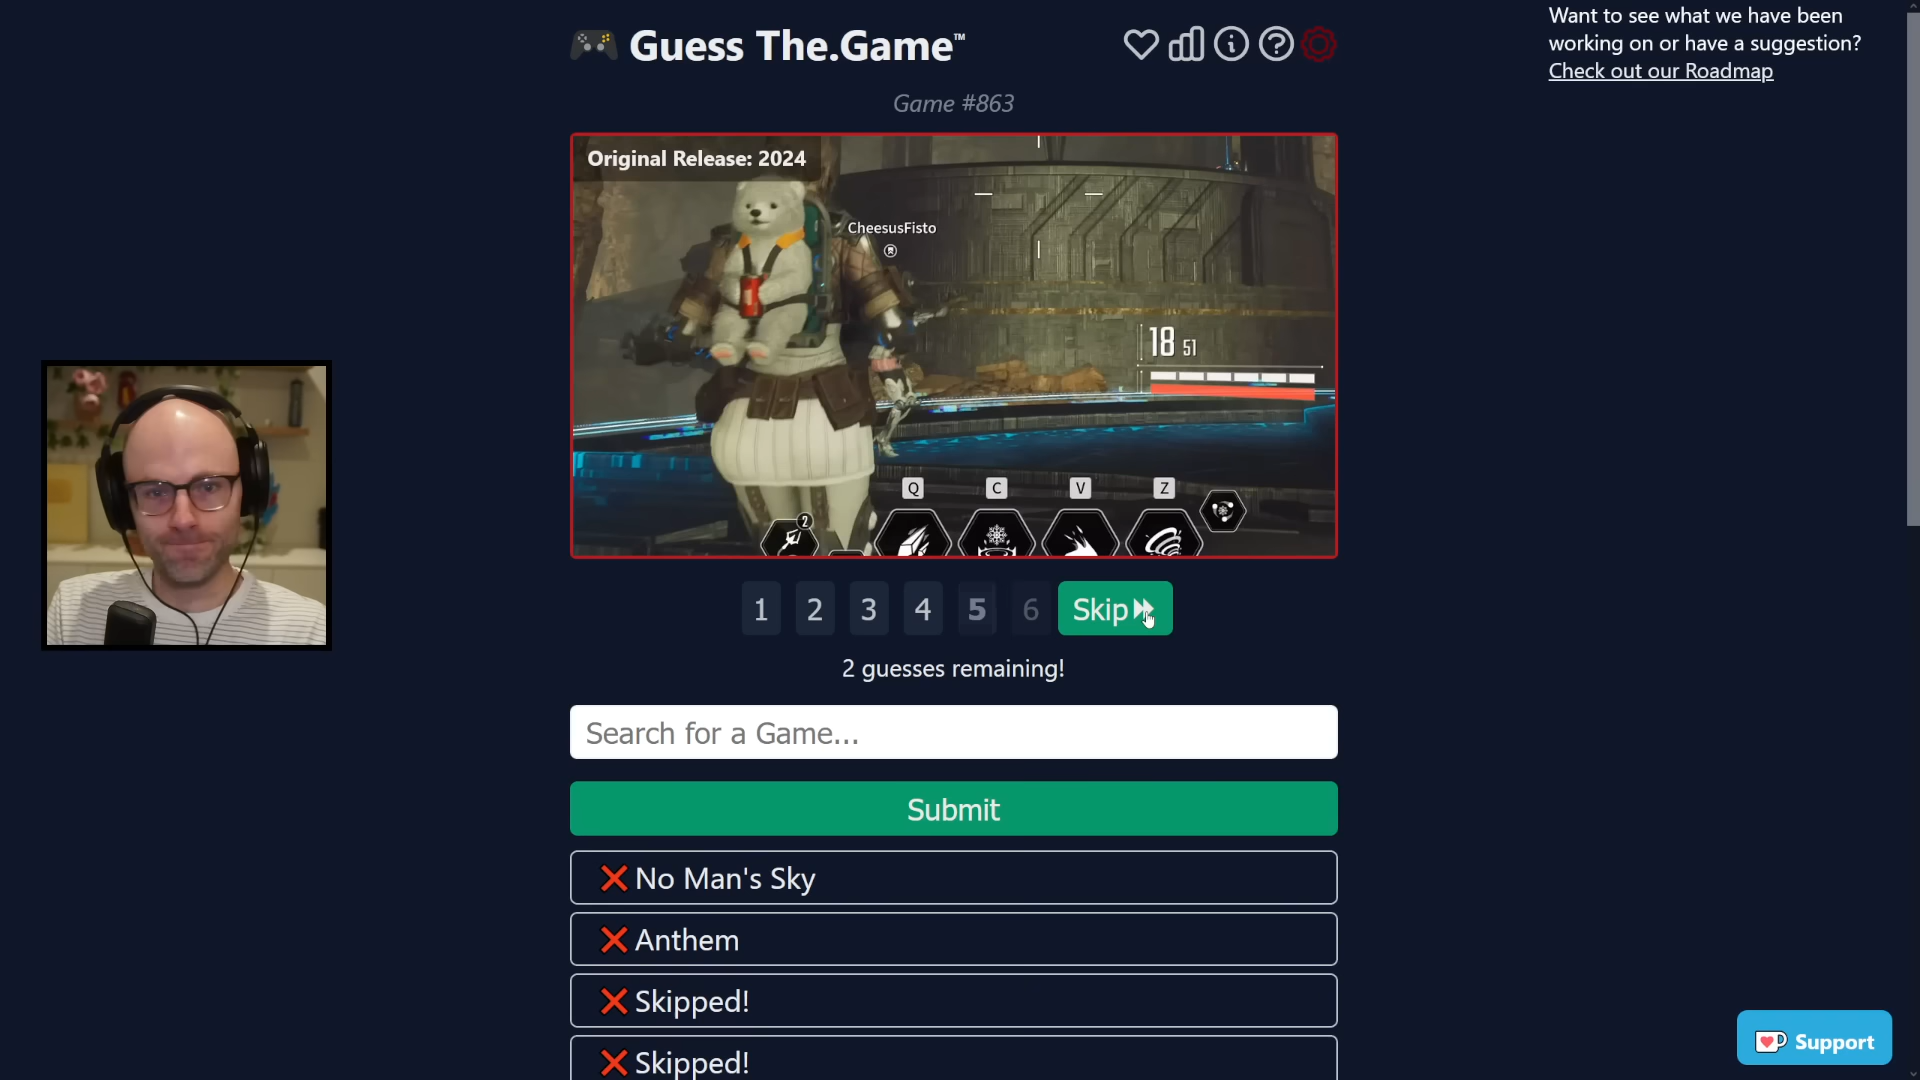 Guess The.Game™
Want to see what we have been
working on or have a suggestion?
Check out our Roadmap
Game #863
Original Release: 2024
CheesusFisto
18 51
Q C V Z
2
1 2 3 4 5 6 Skip
2 guesses remaining!
Search for a Game...
Submit
No Man's Sky
Anthem
Skipped!
Skipped!
Support